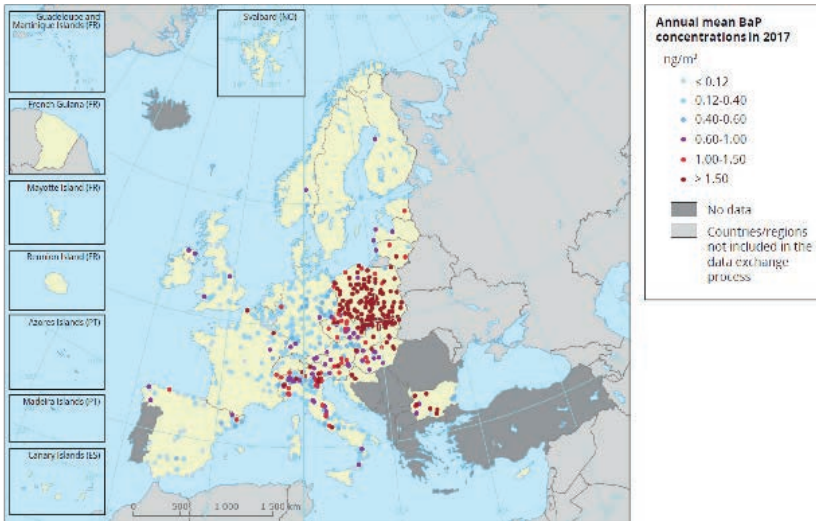 Guadeloupe and
Martinique Islands (FR)
Svalbard (NO)
French Guiana (FR)
Mayotte Island (FR)
Reunion Island (FR)
Azores Islands (PT)
Madeira Islands (PT)
Canary Islands (ES)
0 500 1 000 1 500 km
Annual mean BaP
concentrations in 2017
ng/m³
< 0.12
0.12-0.40
0.40-0.60
0.60-1.00
1.00-1.50
> 1.50
No data
Countries/regions
not included in the
data exchange
process